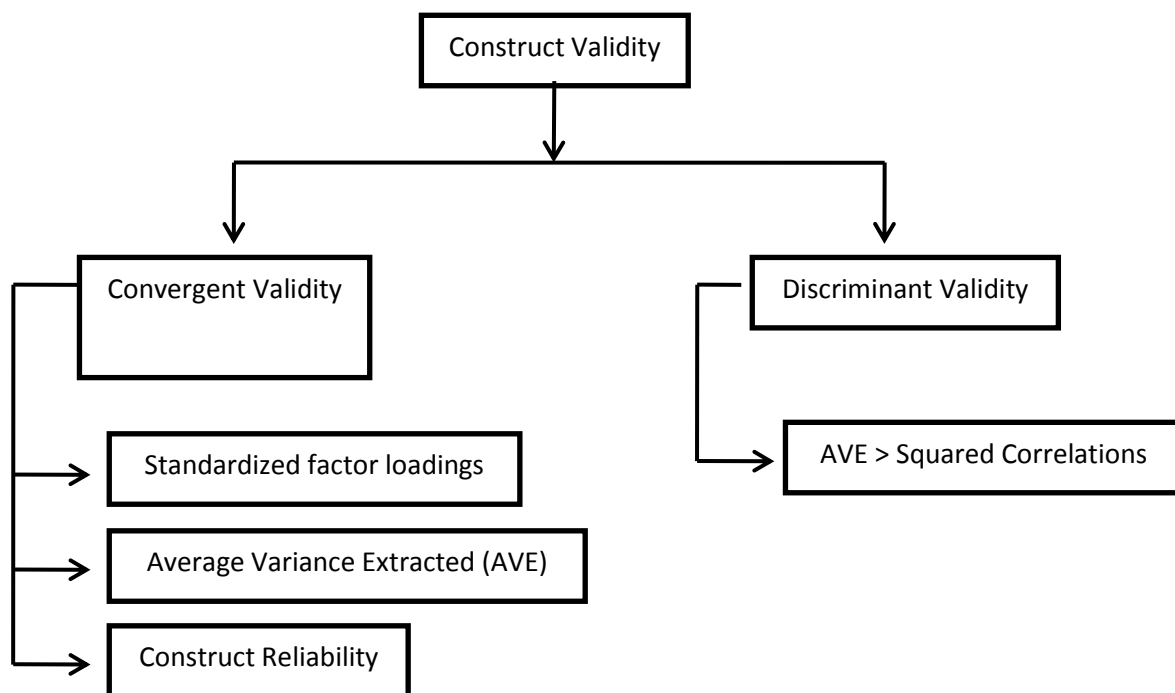 Construct Validity
Convergent Validity
Discriminant Validity
Standardized factor loadings
AVE > Squared Correlations
Average Variance Extracted (AVE)
Construct Reliability